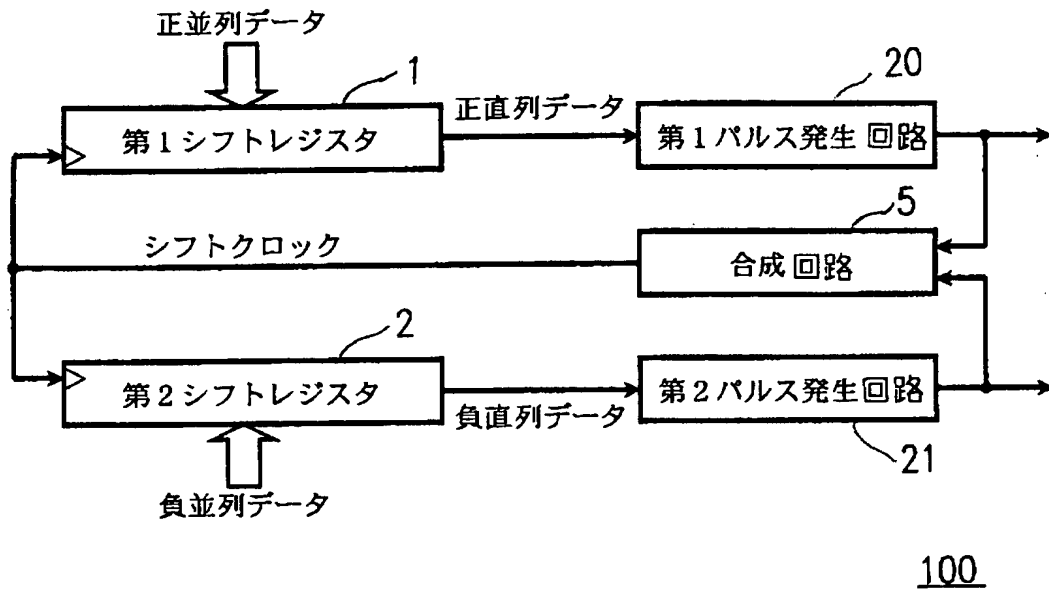 正並列データ
1
20
第1シフトレジスタ
正直列データ
第1パルス発生回路
5
シフトクロック
合成回路
2
第2シフトレジスタ
負直列データ
第2パルス発生回路
21
負並列データ
100